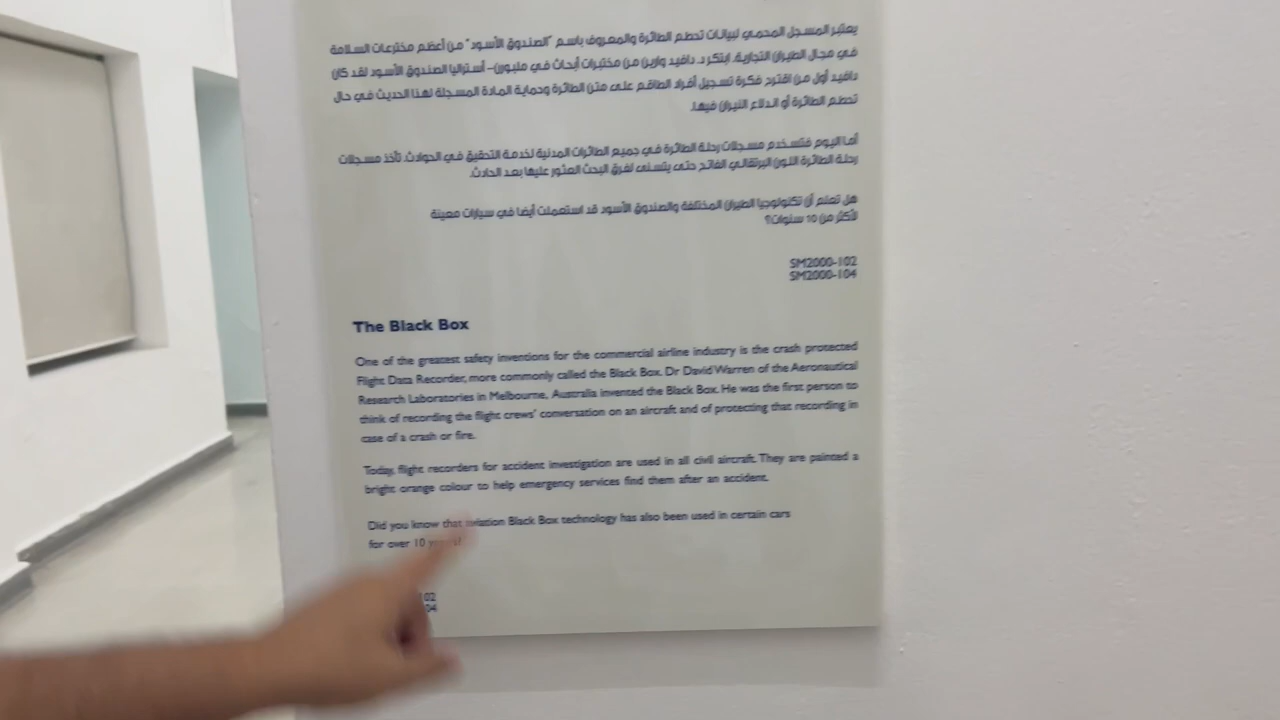 يعتبر المسجل المحمي لبيانات تحطم الطائرة والمعروف باسم "الصندوق الأسود" من أعظم مخترعات السلامة
في مجال الطيران التجارية. ابتكر د. دافيد وارين من مختبرات أبحاث في ملبورن– أستراليا الصندوق الأسود لقد كان
دافيد أول من اقترح فكرة تسجيل أفراد الطاقم على متن الطائرة وحماية المادة المسجلة لهذا الحديث في حال
تحطم الطائرة أو اندلاع النيران فيها.
أما اليوم فتستخدم مسجلات رحلة الطائرة في جميع الطائرات المدنية لخدمة التحقيق في الحوادث. تأخذ مسجلات
رحلة الطائرة اللون البرتقالي الفاتح حتى يتسنى لفرق البحث العثور عليها بعد الحادث.
هل تعلم أن تكنولوجيا الطيران المختلفة والصندوق الأسود قد استعملت أيضا في سيارات معينة
لأكثر من 10 سنوات؟
SM2000-102
SM2000-104
The Black Box
One of the greatest safety inventions for the commercial airline industry is the crash protected
Flight Data Recorder, more commonly called the Black Box. Dr David Warren of the Aeronautical
Research Laboratories in Melbourne, Australia invented the Black Box. He was the first person to
think of recording the flight crews' conversation on an aircraft and of protecting that recording in
case of a crash or fire.
Today, flight recorders for accident investigation are used in all civil aircraft. They are painted a
bright orange colour to help emergency services find them after an accident.
Did you know that aviation Black Box technology has also been used in certain cars
for over 10 years?
02
04